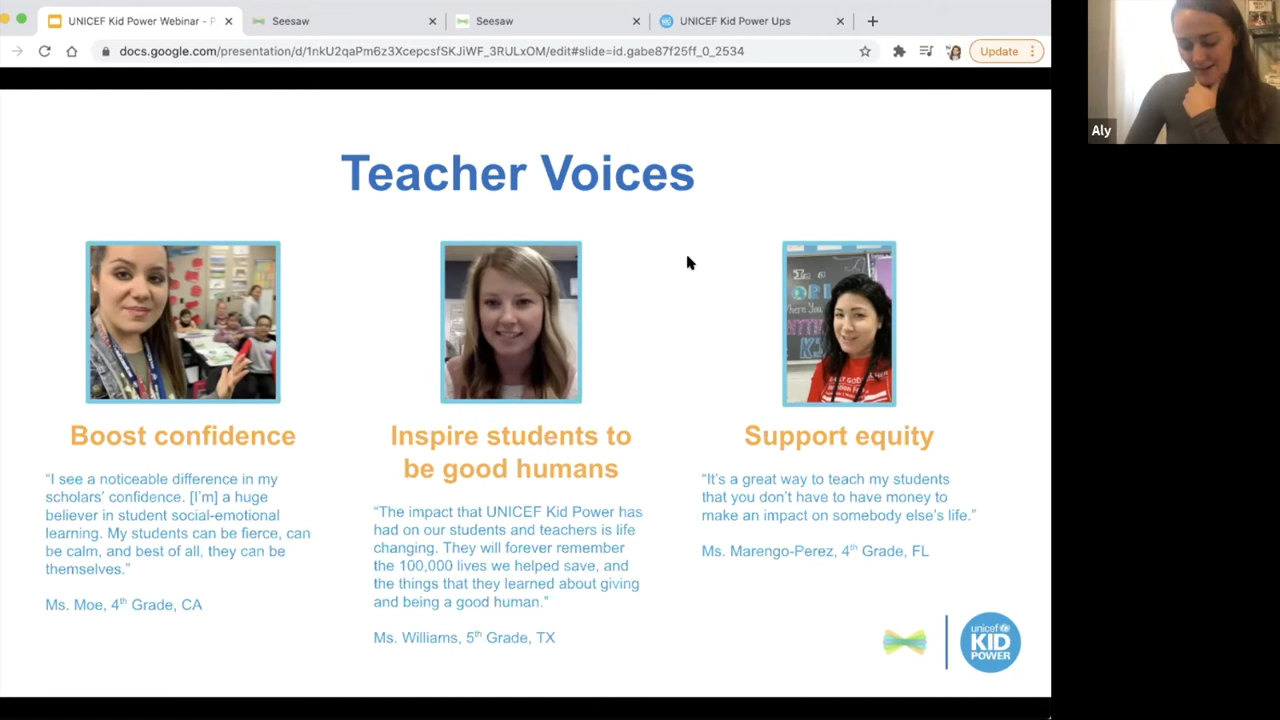 UNICEF Kid Power Webinar - P
Seesaw
Seesaw
UNICEF Kid Power Ups
docs.google.com/presentation/d/1nkU2qaPm6z3XcepcsfSKJiWF_3RULxOM/edit#slide=id.gabe87f25ff_0_2534
Update
Aly
Teacher Voices
Boost confidence
“I see a noticeable difference in my
scholars’ confidence. [I’m] a huge
believer in student social-emotional
learning. My students can be fierce, can
be calm, and best of all, they can be
themselves.”
Ms. Moe, 4th Grade, CA
Inspire students to
be good humans
“The impact that UNICEF Kid Power has
had on our students and teachers is life
changing. They will forever remember
the 100,000 lives we helped save, and
the things that they learned about giving
and being a good human.”
Ms. Williams, 5th Grade, TX
Support equity
“It’s a great way to teach my students
that you don’t have to have money to
make an impact on somebody else’s life.”
Ms. Marengo-Perez, 4th Grade, FL
unicef
KID
POWER